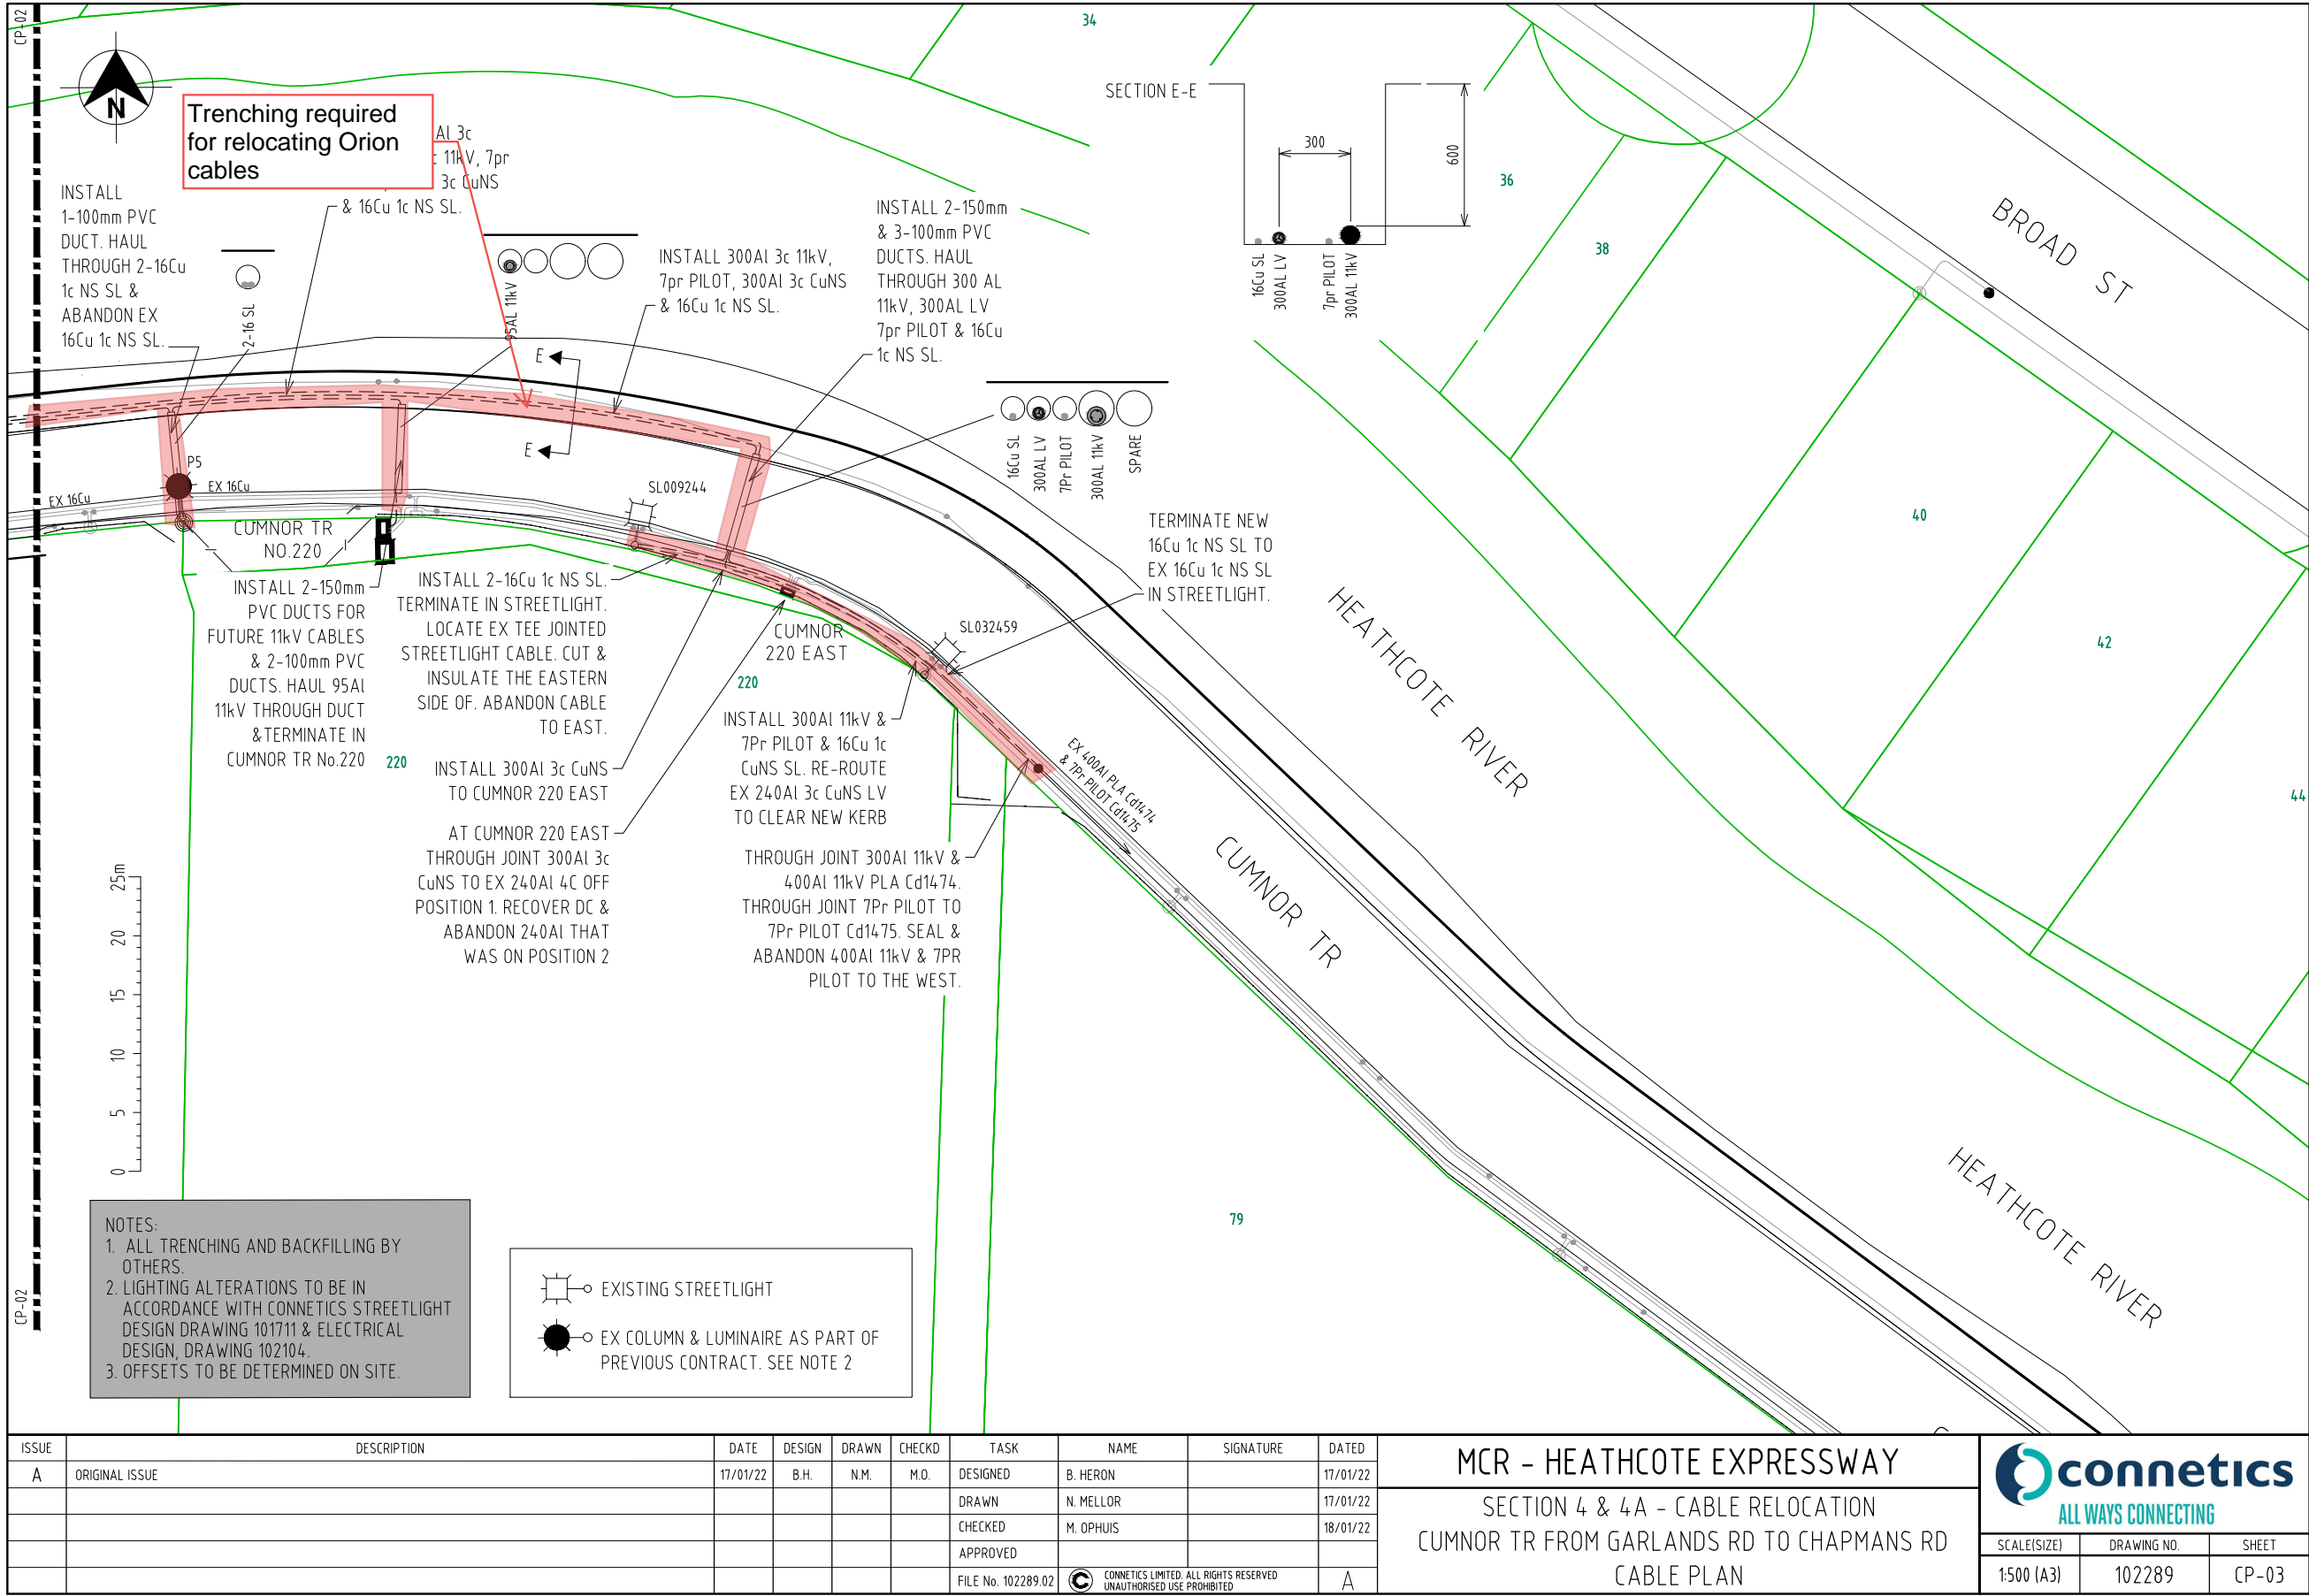 CP-02
N
Trenching required
for relocating Orion
cables
Al 3c
11kV, 7pr
3c CuNS
& 16Cu 1c NS SL.
INSTALL
1-100mm PVC
DUCT. HAUL
THROUGH 2-16Cu
1c NS SL &
ABANDON EX
16Cu 1c NS SL.
2-16 SL
95AL 11kV
INSTALL 300Al 3c 11kV,
7pr PILOT, 300Al 3c CuNS
& 16Cu 1c NS SL.
INSTALL 2-150mm
& 3-100mm PVC
DUCTS. HAUL
THROUGH 300 AL
11kV, 300AL LV
7pr PILOT & 16Cu
1c NS SL.
SECTION E-E
300
600
16Cu SL
300AL LV
7pr PILOT
300AL 11kV
34
36
38
40
42
44
BROAD ST
E
E
16Cu SL
300AL LV
7Pr PILOT
300AL 11kV
SPARE
P5
EX 16Cu
EX 16Cu
SL009244
CUMNOR TR
NO.220
TERMINATE NEW
16Cu 1c NS SL TO
EX 16Cu 1c NS SL
IN STREETLIGHT.
INSTALL 2-150mm
PVC DUCTS FOR
FUTURE 11kV CABLES
& 2-100mm PVC
DUCTS. HAUL 95Al
11kV THROUGH DUCT
&TERMINATE IN
CUMNOR TR No.220
220
INSTALL 2-16Cu 1c NS SL.
TERMINATE IN STREETLIGHT.
LOCATE EX TEE JOINTED
STREETLIGHT CABLE. CUT &
INSULATE THE EASTERN
SIDE OF. ABANDON CABLE
TO EAST.
INSTALL 300Al 3c CuNS
TO CUMNOR 220 EAST
AT CUMNOR 220 EAST
THROUGH JOINT 300Al 3c
CuNS TO EX 240Al 4C OFF
POSITION 1. RECOVER DC &
ABANDON 240Al THAT
WAS ON POSITION 2
CUMNOR
220 EAST
220
SL032459
INSTALL 300Al 11kV &
7Pr PILOT & 16Cu 1c
CuNS SL. RE-ROUTE
EX 240Al 3c CuNS LV
TO CLEAR NEW KERB
THROUGH JOINT 300Al 11kV &
400Al 11kV PLA Cd1474.
THROUGH JOINT 7Pr PILOT TO
7Pr PILOT Cd1475. SEAL &
ABANDON 400Al 11kV & 7PR
PILOT TO THE WEST.
EX 400Al PLA Cd1474
& 7Pr PILOT Cd1475
HEATHCOTE RIVER
CUMNOR TR
HEATHCOTE RIVER
79
25m
20
15
10
5
0
CP-02
NOTES:
1. ALL TRENCHING AND BACKFILLING BY
OTHERS.
2. LIGHTING ALTERATIONS TO BE IN
ACCORDANCE WITH CONNETICS STREETLIGHT
DESIGN DRAWING 101711 & ELECTRICAL
DESIGN, DRAWING 102104.
3. OFFSETS TO BE DETERMINED ON SITE.
EXISTING STREETLIGHT
EX COLUMN & LUMINAIRE AS PART OF
PREVIOUS CONTRACT. SEE NOTE 2
ISSUE DESCRIPTION DATE DESIGN DRAWN CHECKD TASK NAME SIGNATURE DATED
A ORIGINAL ISSUE 17/01/22 B.H. N.M. M.O. DESIGNED B. HERON 17/01/22
DRAWN N. MELLOR 17/01/22
CHECKED M. OPHUIS 18/01/22
APPROVED
FILE No. 102289.02 C CONNETICS LIMITED. ALL RIGHTS RESERVED
UNAUTHORISED USE PROHIBITED
A
MCR - HEATHCOTE EXPRESSWAY
SECTION 4 & 4A - CABLE RELOCATION
CUMNOR TR FROM GARLANDS RD TO CHAPMANS RD
CABLE PLAN
connetics
ALL WAYS CONNECTING
SCALE(SIZE) DRAWING NO. SHEET
1:500 (A3) 102289 CP-03